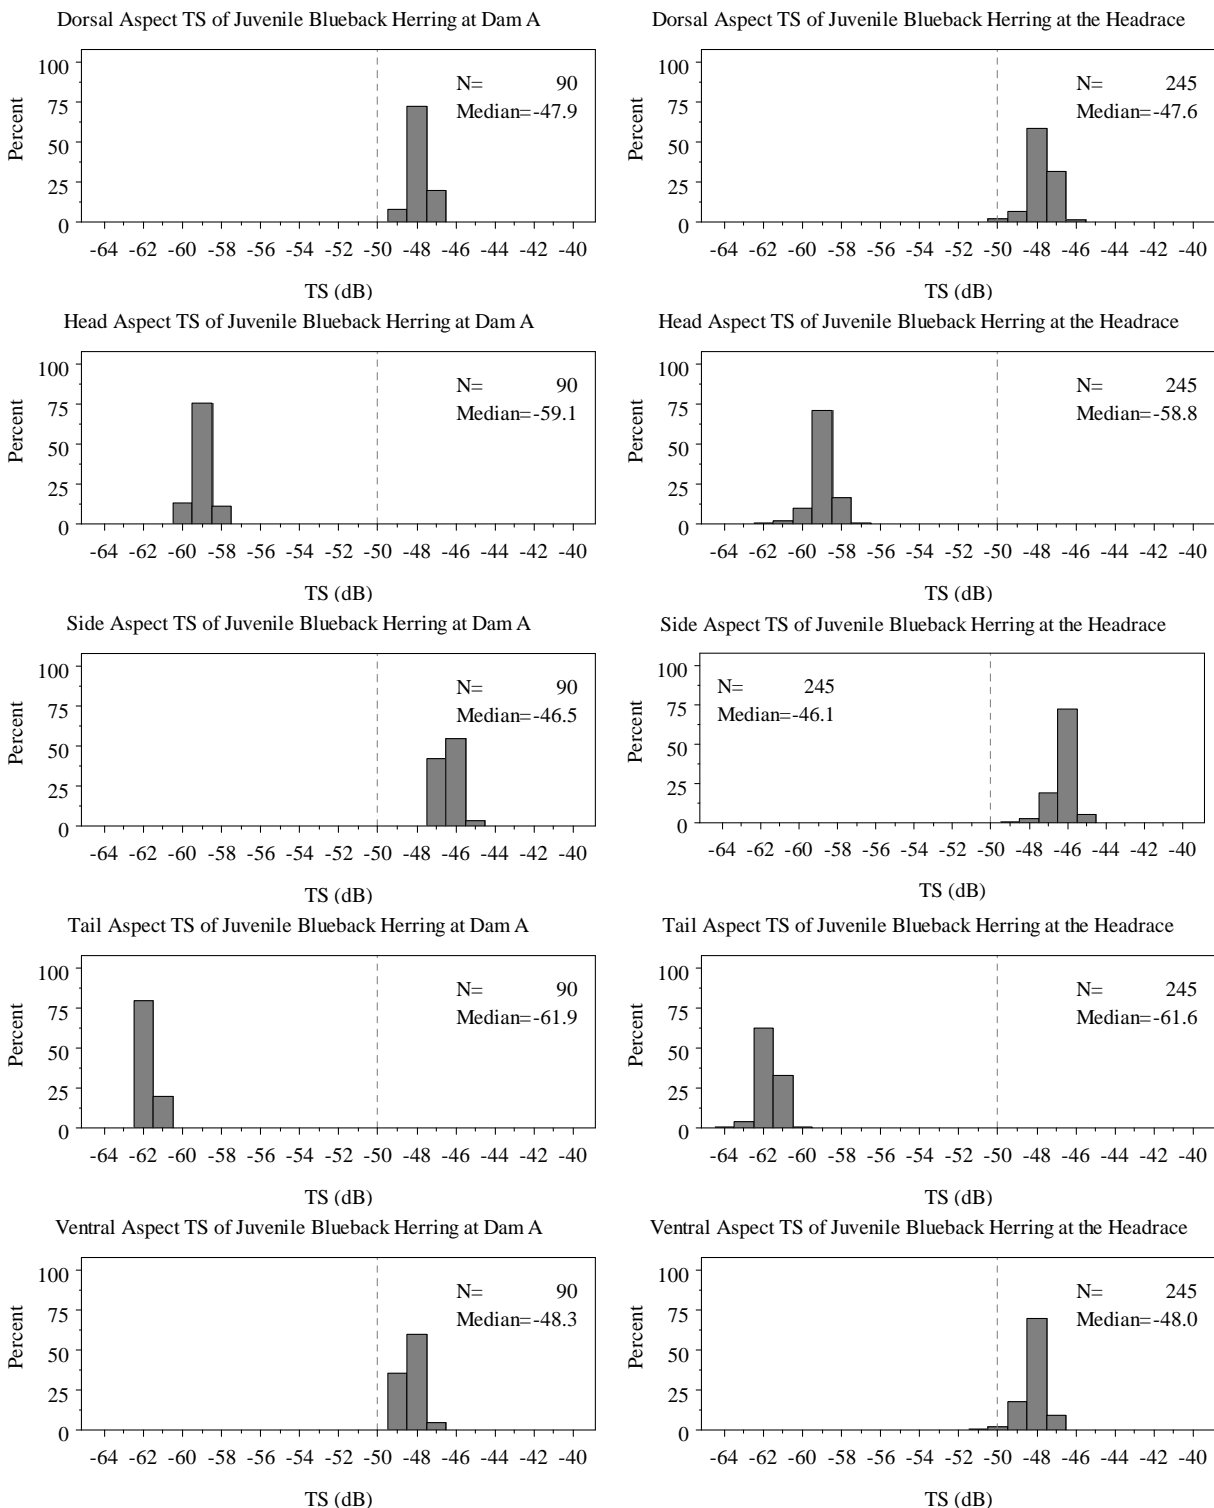 Dorsal Aspect TS of Juvenile Blueback Herring at Dam A
100
75
50
25
0
Percent
N= 90
Median=-47.9
-64 -62 -60 -58 -56 -54 -52 -50 -48 -46 -44 -42 -40
TS (dB)
Dorsal Aspect TS of Juvenile Blueback Herring at the Headrace
100
75
50
25
0
Percent
N= 245
Median=-47.6
-64 -62 -60 -58 -56 -54 -52 -50 -48 -46 -44 -42 -40
TS (dB)
Head Aspect TS of Juvenile Blueback Herring at Dam A
100
75
50
25
0
Percent
N= 90
Median=-59.1
-64 -62 -60 -58 -56 -54 -52 -50 -48 -46 -44 -42 -40
TS (dB)
Head Aspect TS of Juvenile Blueback Herring at the Headrace
100
75
50
25
0
Percent
N= 245
Median=-58.8
-64 -62 -60 -58 -56 -54 -52 -50 -48 -46 -44 -42 -40
TS (dB)
Side Aspect TS of Juvenile Blueback Herring at Dam A
100
75
50
25
0
Percent
N= 90
Median=-46.5
-64 -62 -60 -58 -56 -54 -52 -50 -48 -46 -44 -42 -40
TS (dB)
Side Aspect TS of Juvenile Blueback Herring at the Headrace
100
75
50
25
0
Percent
N= 245
Median=-46.1
-64 -62 -60 -58 -56 -54 -52 -50 -48 -46 -44 -42 -40
TS (dB)
Tail Aspect TS of Juvenile Blueback Herring at Dam A
100
75
50
25
0
Percent
N= 90
Median=-61.9
-64 -62 -60 -58 -56 -54 -52 -50 -48 -46 -44 -42 -40
TS (dB)
Tail Aspect TS of Juvenile Blueback Herring at the Headrace
100
75
50
25
0
Percent
N= 245
Median=-61.6
-64 -62 -60 -58 -56 -54 -52 -50 -48 -46 -44 -42 -40
TS (dB)
Ventral Aspect TS of Juvenile Blueback Herring at Dam A
100
75
50
25
0
Percent
N= 90
Median=-48.3
-64 -62 -60 -58 -56 -54 -52 -50 -48 -46 -44 -42 -40
TS (dB)
Ventral Aspect TS of Juvenile Blueback Herring at the Headrace
100
75
50
25
0
Percent
N= 245
Median=-48.0
-64 -62 -60 -58 -56 -54 -52 -50 -48 -46 -44 -42 -40
TS (dB)